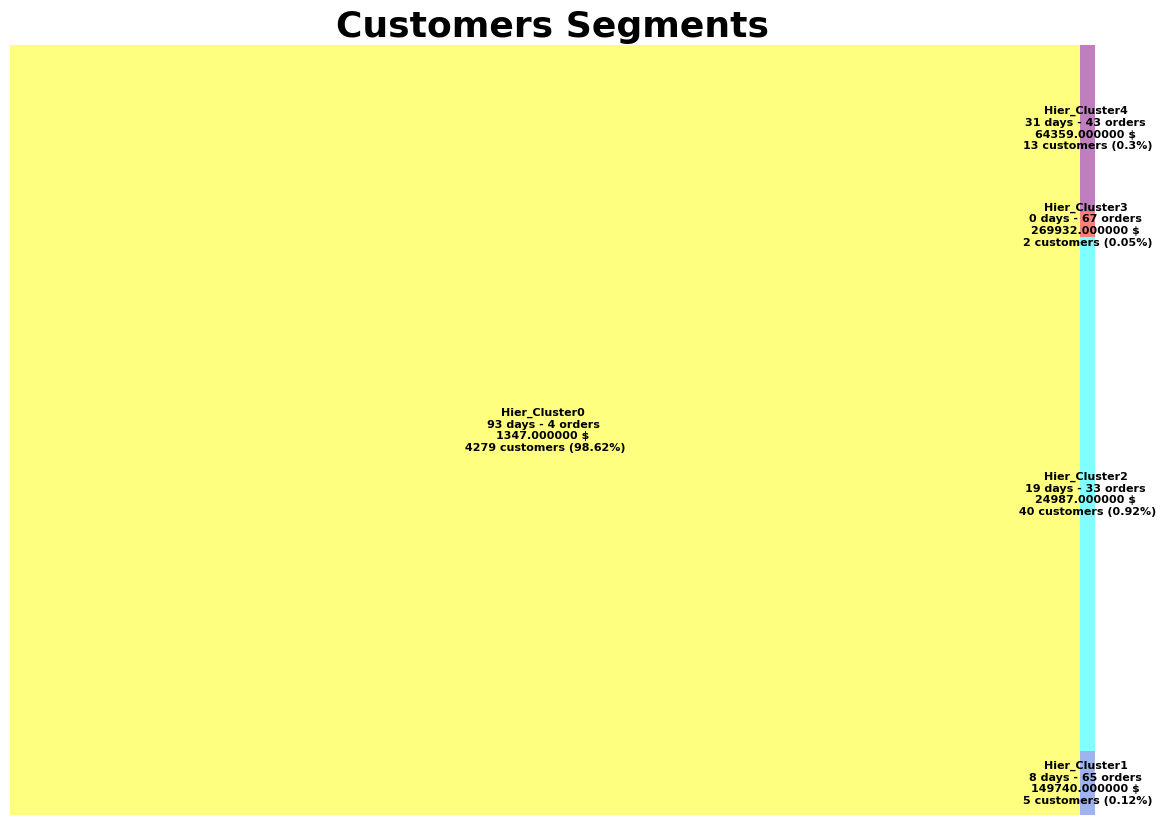 Customers Segments
Hier_Cluster4
31 days - 43 orders
64359.000000 $
13 customers (0.3%)
Hier_Cluster3
0 days - 67 orders
269932.000000 $
2 customers (0.05%)
Hier_Cluster0
93 days - 4 orders
1347.000000 $
4279 customers (98.62%)
Hier_Cluster2
19 days - 33 orders
24987.000000 $
40 customers (0.92%)
Hier_Cluster1
8 days - 65 orders
149740.000000 $
5 customers (0.12%)